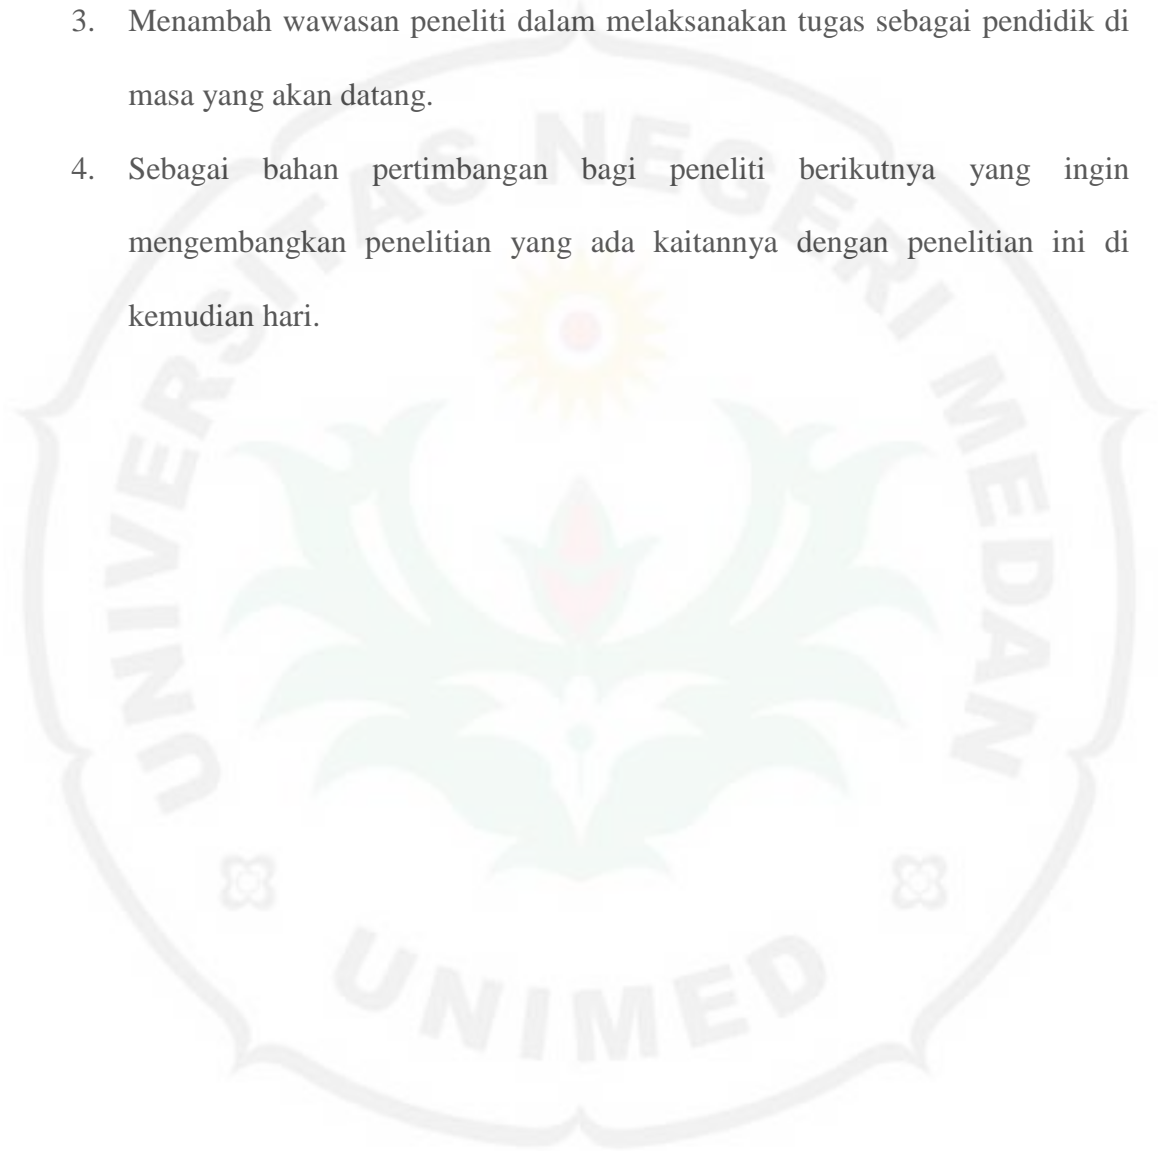 3. Menambah wawasan peneliti dalam melaksanakan tugas sebagai pendidik di
masa yang akan datang.
4. Sebagai bahan pertimbangan bagi peneliti berikutnya yang ingin
mengembangkan penelitian yang ada kaitannya dengan penelitian ini di
kemudian hari.
UNIVERSITAS NEGERI MEDAN
UNIMED